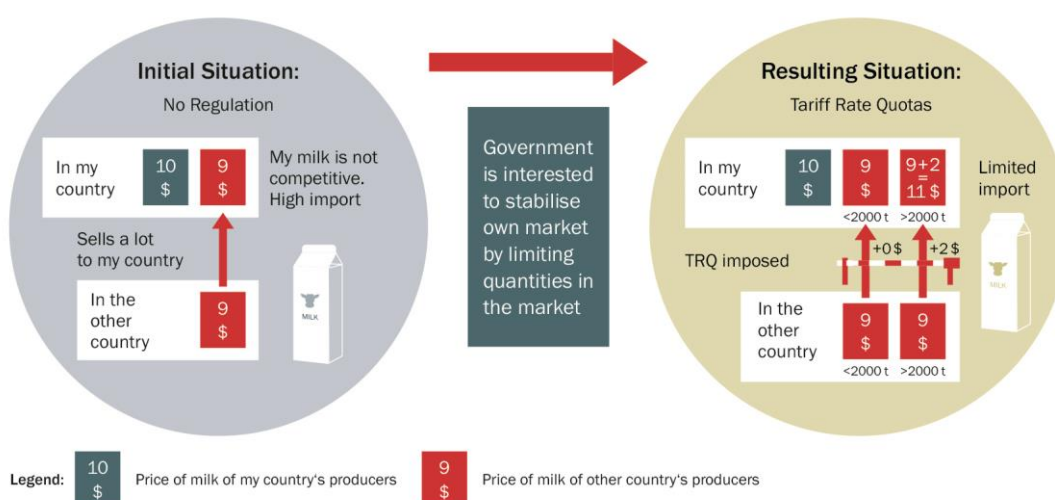 Initial Situation:
No Regulation
In my
country
10
$
9
$
My milk is not
competitive.
High import
Sells a lot
to my country
In the
other
country
9
$
MILK
Government
is interested
to stabilise
own market
by limiting
quantities in
the market
Resulting Situation:
Tariff Rate Quotas
In my
country
10
$
9
$
9+2
=
11 $
<2000 t
>2000 t
Limited
import
TRQ imposed
+0 $
+2 $
In the
other
country
9
$
9
$
<2000 t
>2000 t
MILK
Legend:
10
$
Price of milk of my country's producers
9
$
Price of milk of other country's producers